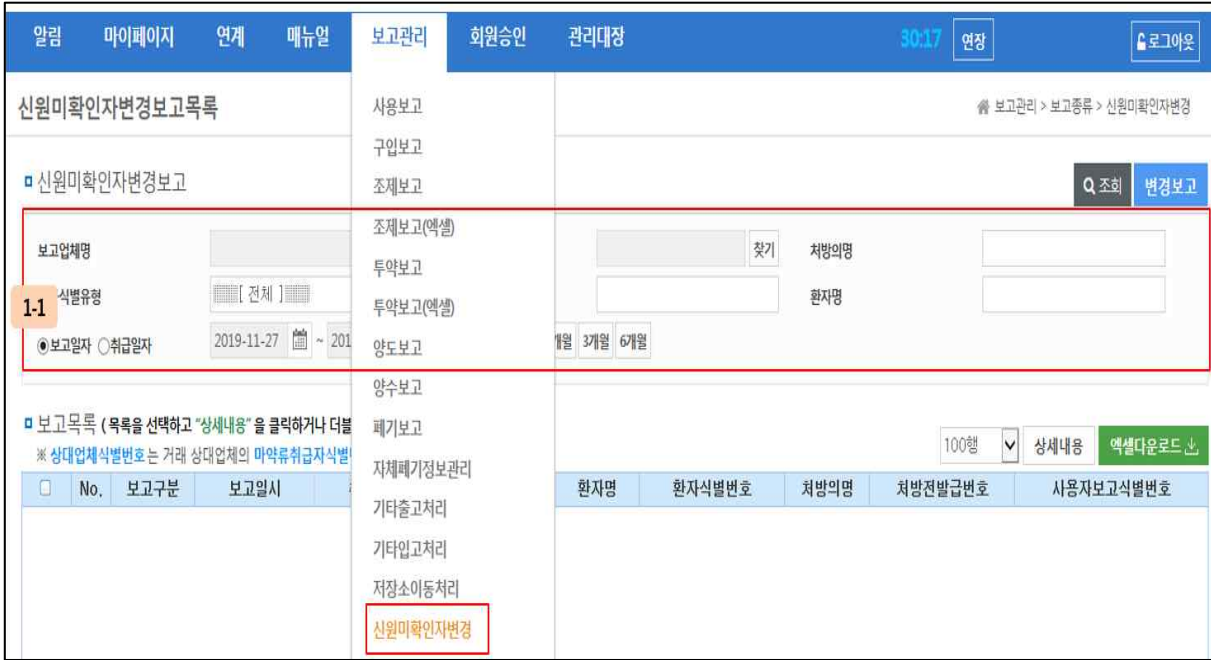 알림 마이페이지 연계 매뉴얼 보고관리 회원승인 관리대장 30:17 연장 로그아웃
신원미확인자변경보고목록
보고관리 > 보고종류 > 신원미확인자변경
신원미확인자변경보고
조회 변경보고
보고업체명 찾기 처방의명
식별유형 [ 전체 ] 환자명
1-1
보고일자 취급일자 2019-11-27 ~ 201 개월 3개월 6개월
사용보고
구입보고
조제보고
조제보고(엑셀)
투약보고
투약보고(엑셀)
양도보고
양수보고
폐기보고
자체폐기정보관리
기타출고처리
기타입고처리
저장소이동처리
신원미확인자변경
보고목록 ( 목록을 선택하고 "상세내용" 을 클릭하거나 더블
※ 상대업체식별번호 는 거래 상대업체의 마약류취급자식별
100행 상세내용 엑셀다운로드
No. 보고구분 보고일시 환자명 환자식별번호 처방의명 처방전발급번호 사용자보고식별번호